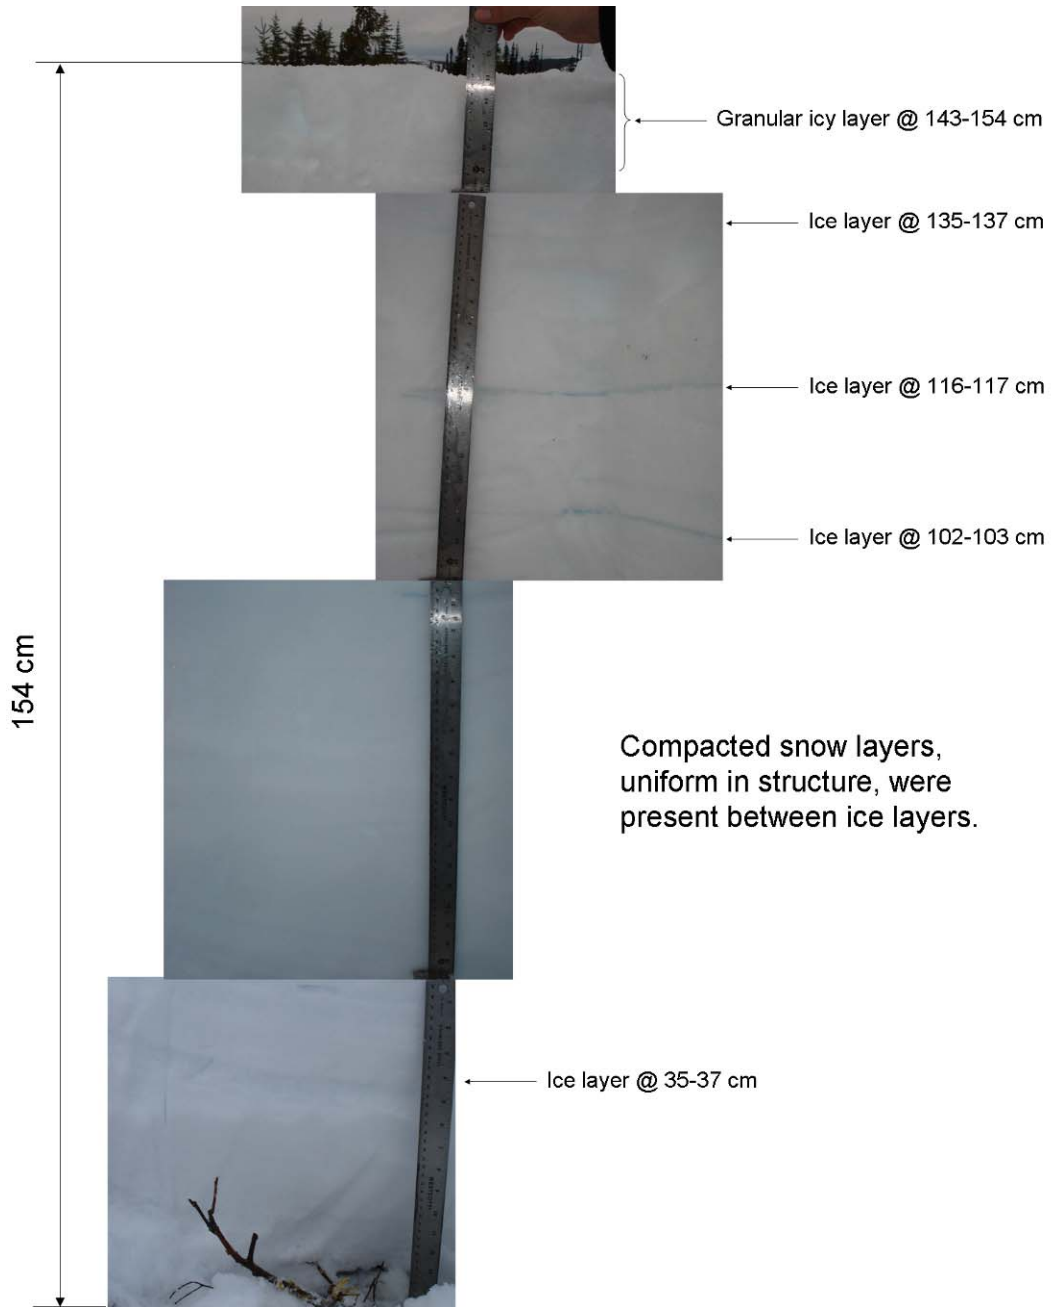 Granular icy layer @ 143-154 cm
Ice layer @ 135-137 cm
Ice layer @ 116-117 cm
Ice layer @ 102-103 cm
154 cm
Compacted snow layers,
uniform in structure, were
present between ice layers.
Ice layer @ 35-37 cm